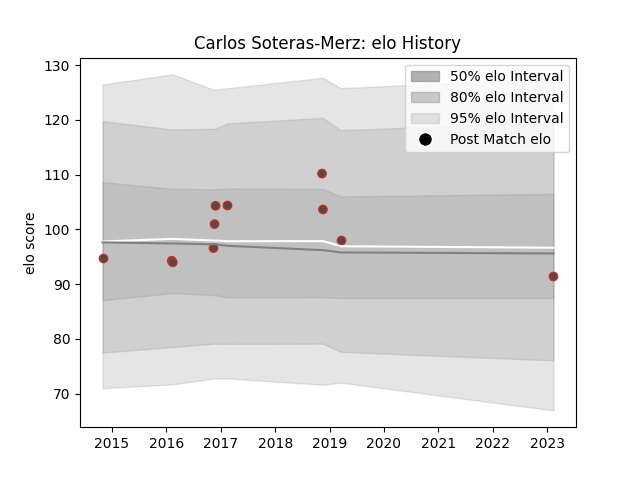 Carlos Soteras-Merz: elo History
130
120
110
100
90
80
70
elo score
50% elo Interval
80% elo Interval
95% elo Interval
Post Match elo
2015 2016 2017 2018 2019 2020 2021 2022 2023